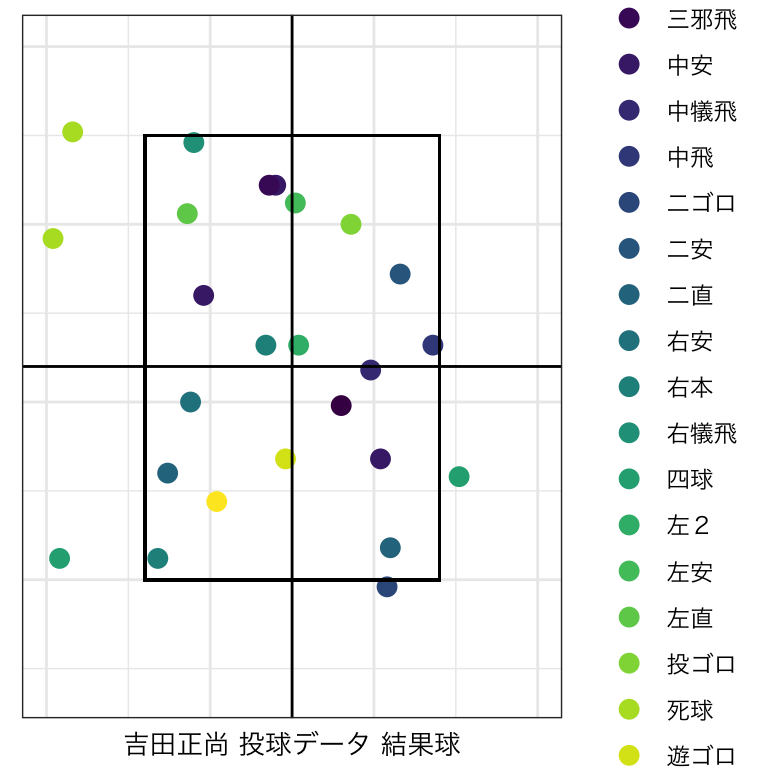 三邪飛
中安
中犠飛
中飛
二ゴロ
二安
二直
右安
右本
右犠飛
四球
左２
左安
左直
投ゴロ
死球
遊ゴロ
吉田正尚 投球データ 結果球